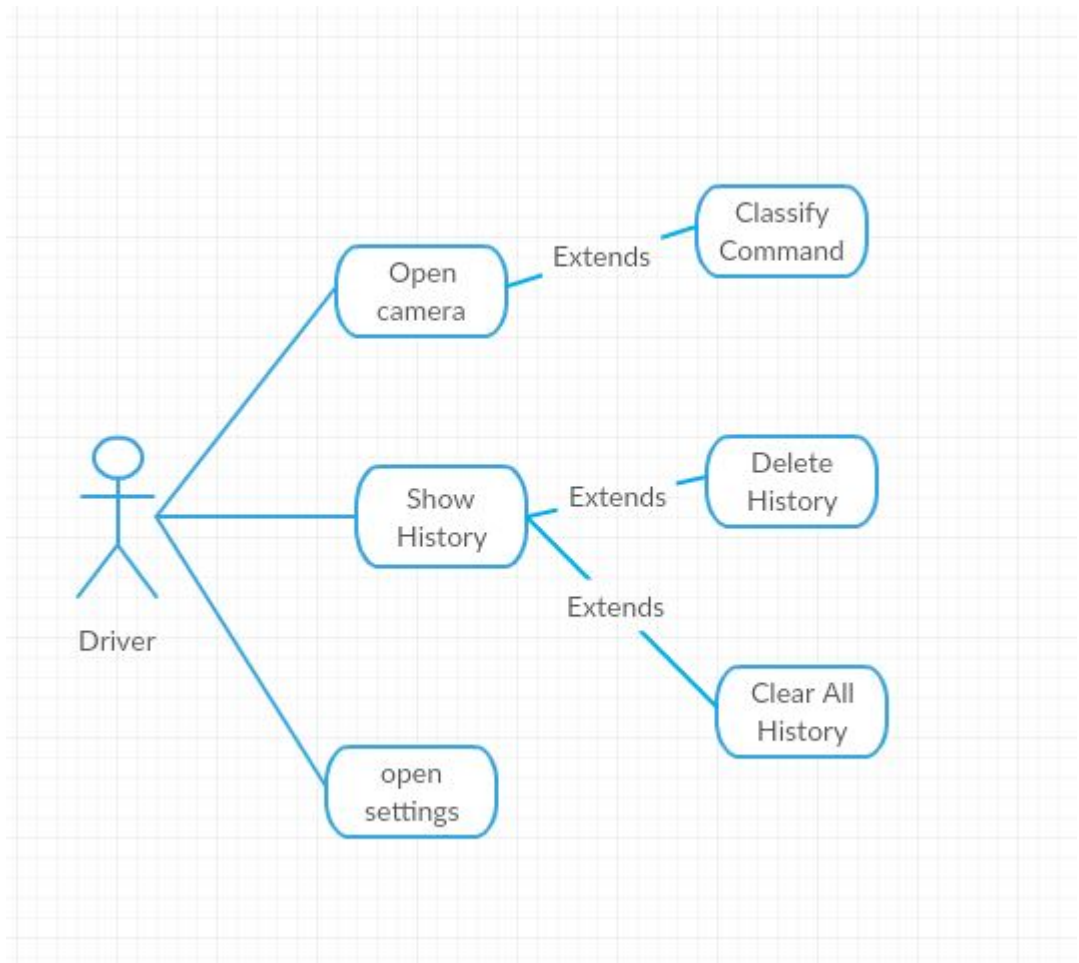 Classify
Command
Extends
Open
camera
Delete
History
Show
History
Extends
Extends
Driver
Clear All
History
open
settings